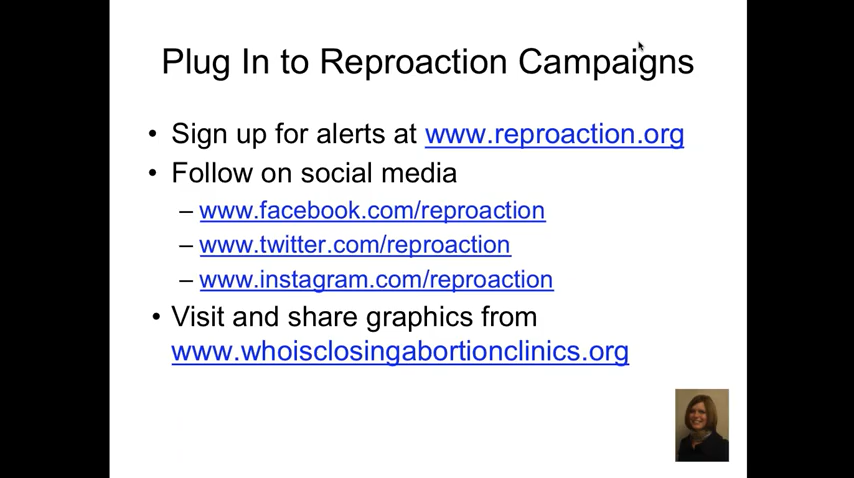 Plug In to Reproaction Campaigns
• Sign up for alerts at www.reproaction.org
• Follow on social media
– www.facebook.com/reproaction
– www.twitter.com/reproaction
– www.instagram.com/reproaction
• Visit and share graphics from
www.whoisclosingabortionclinics.org